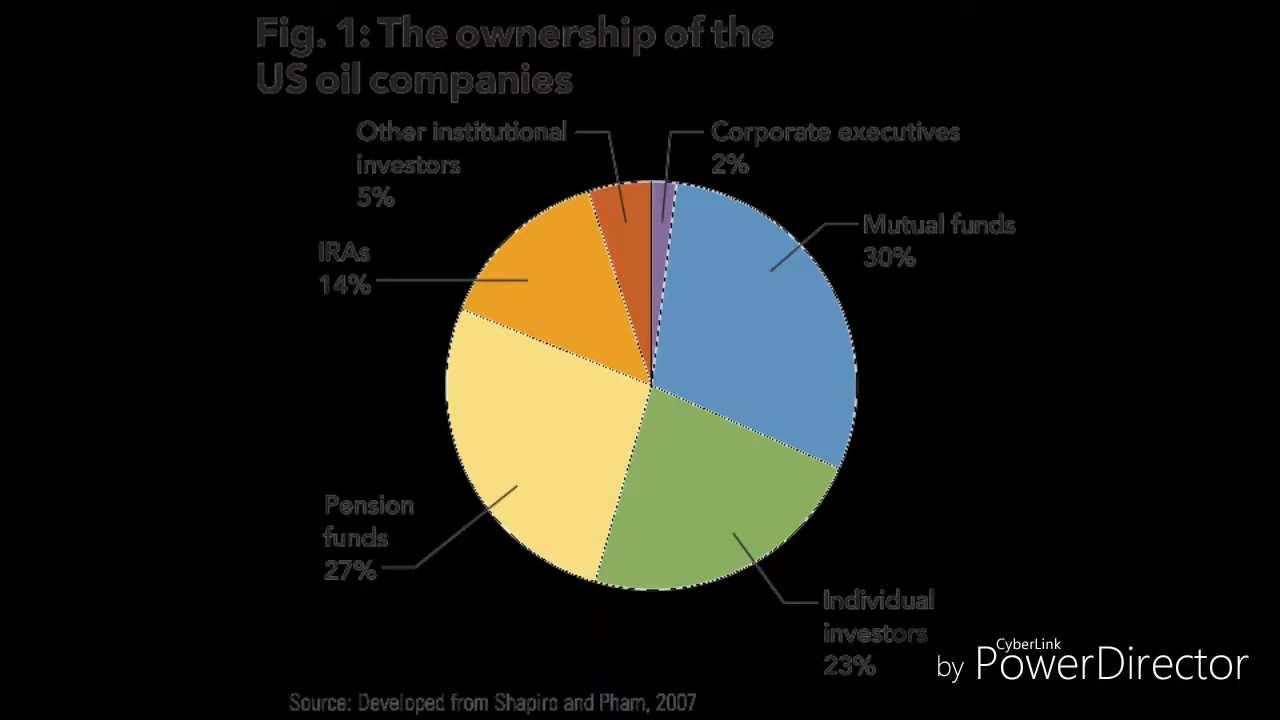 Fig. 1: The ownership of the
US oil companies
Other institutional
investors
5%
Corporate executives
2%
Mutual funds
30%
IRAs
14%
Pension
funds
27%
Individual
investors
23%
CyberLink
by PowerDirector
Source: Developed from Shapiro and Pham, 2007